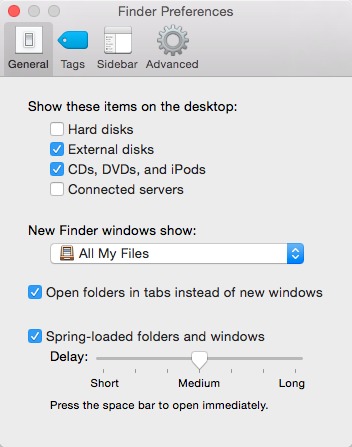 Finder Preferences
General Tags Sidebar Advanced
Show these items on the desktop:
Hard disks
External disks
CDs, DVDs, and iPods
Connected servers
New Finder windows show:
All My Files
Open folders in tabs instead of new windows
Spring-loaded folders and windows
Delay:
Short Medium Long
Press the space bar to open immediately.